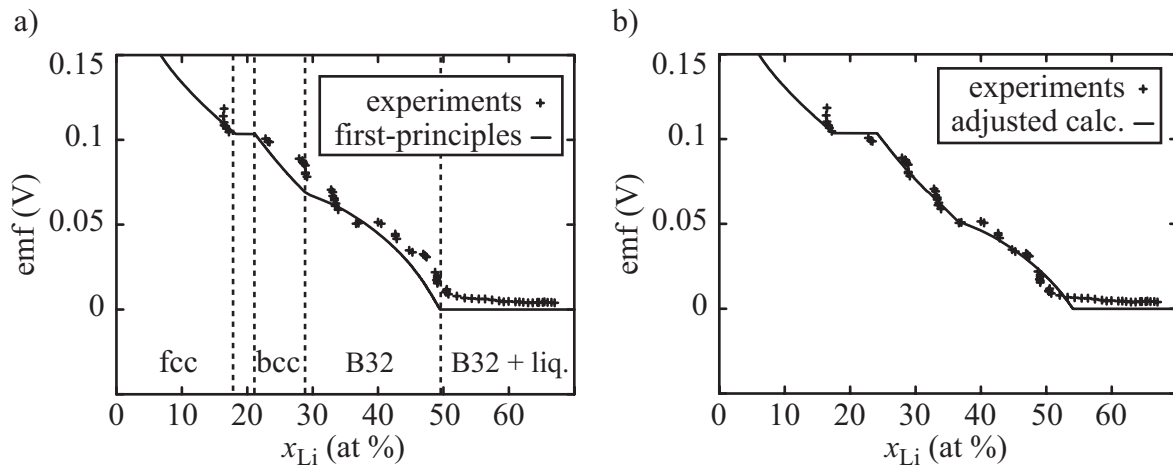 a)
emf (V)
0.15
0.1
0.05
0
experiments +
first-principles
fcc
bcc
B32
B32 + liq.
0 10 20 30 40 50 60
x_Li (at %)
b)
emf (V)
0.15
0.1
0.05
0
experiments +
adjusted calc.
0 10 20 30 40 50 60
x_Li (at %)